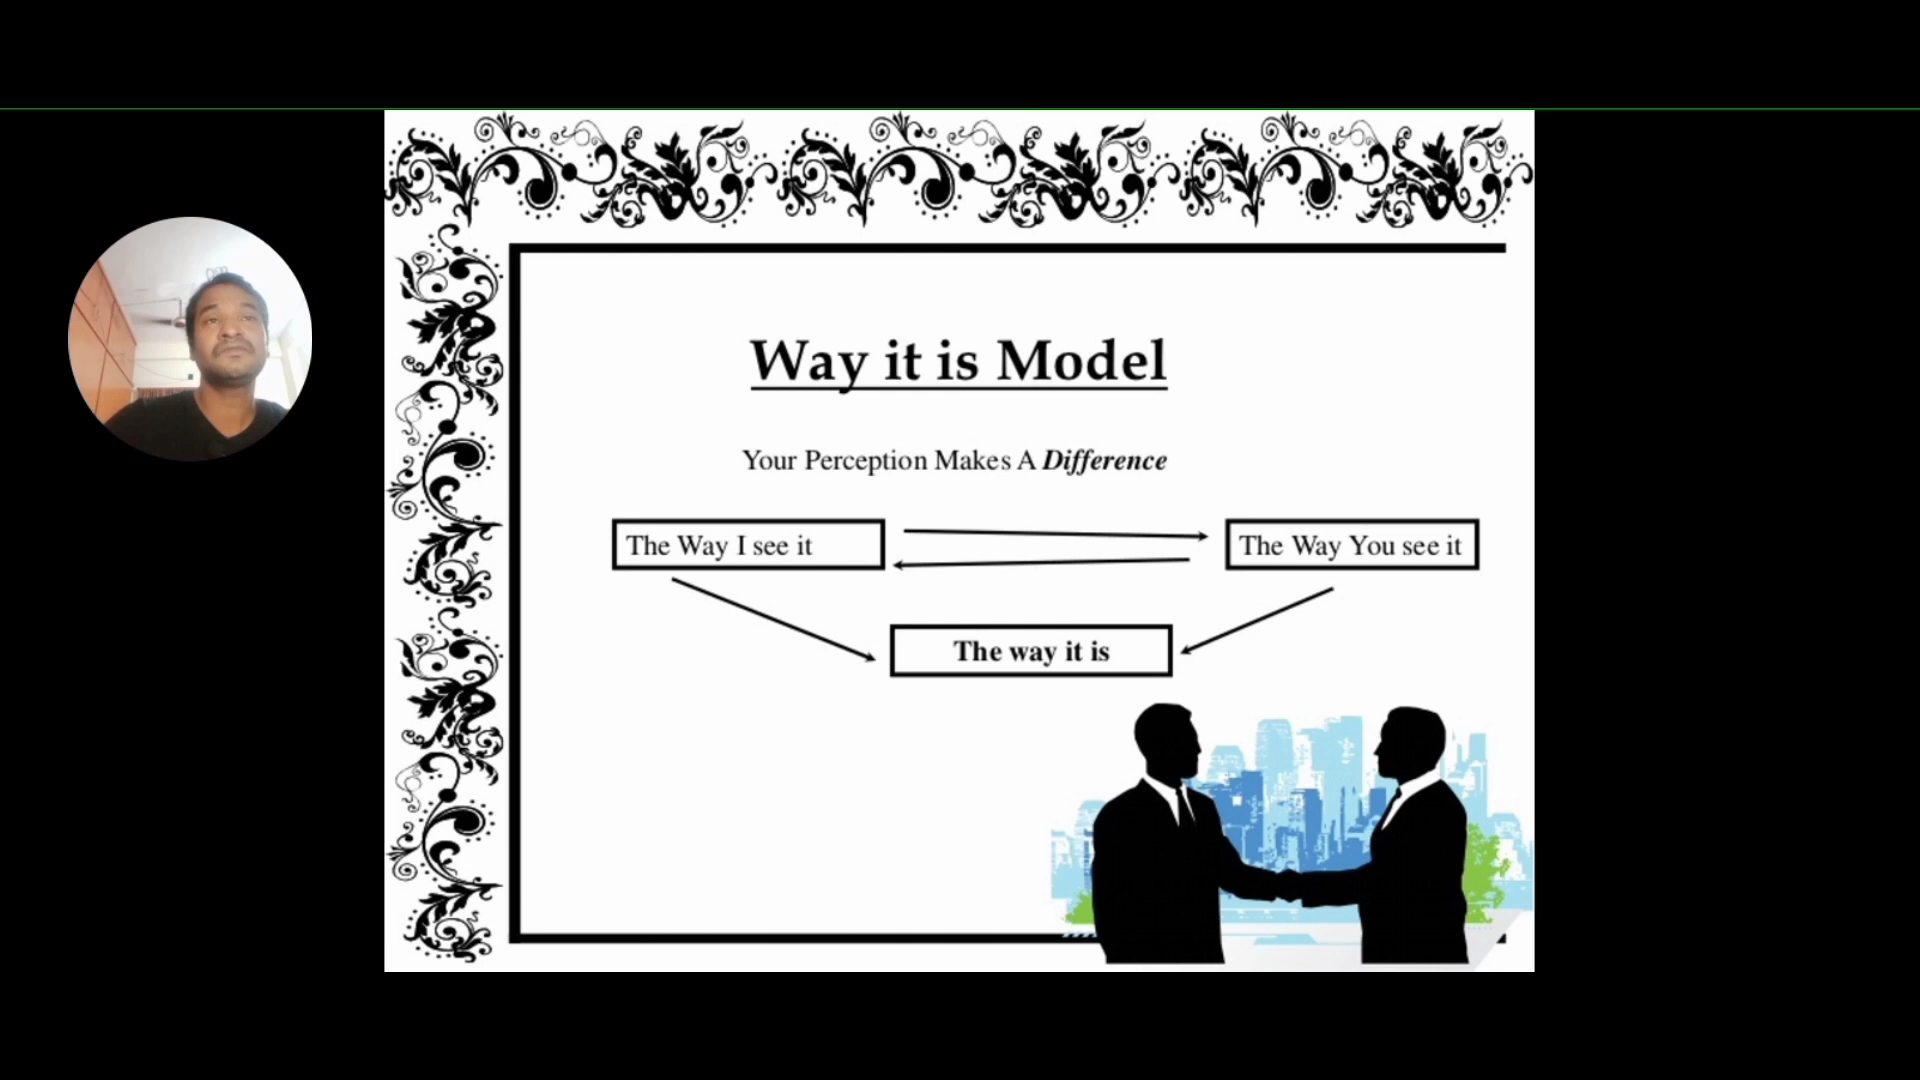 Way it is Model
Your Perception Makes A Difference
The Way I see it
The Way You see it
The way it is